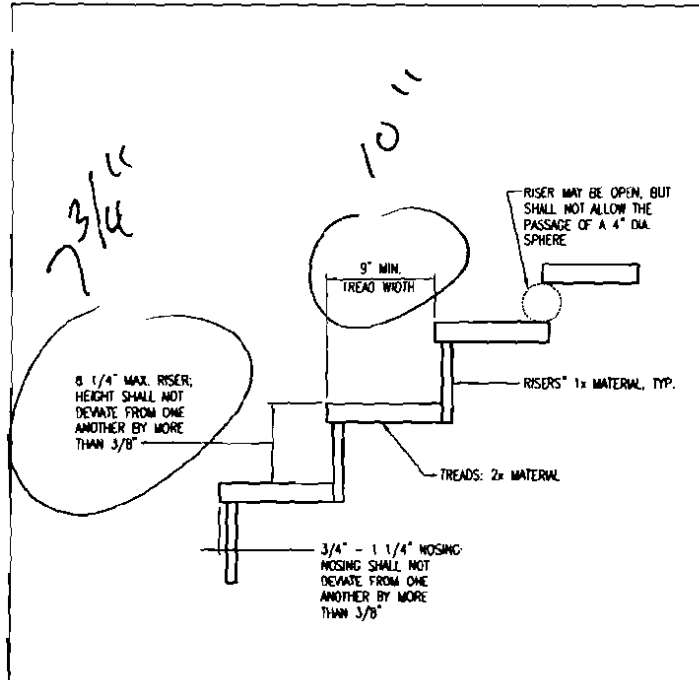 10"
7 3/4"
RISER MAY BE OPEN, BUT
SHALL NOT ALLOW THE
PASSAGE OF A 4" DIA.
SPHERE
9" MIN.
TREAD WIDTH
8 1/4" MAX. RISER;
HEIGHT SHALL NOT
DEVIATE FROM ONE
ANOTHER BY MORE
THAN 3/8"
RISERS" 1x MATERIAL, TYP.
TREADS: 2x MATERIAL
3/4" - 1 1/4" NOSING
NOSING SHALL NOT
DEVIATE FROM ONE
ANOTHER BY MORE
THAN 3/8"